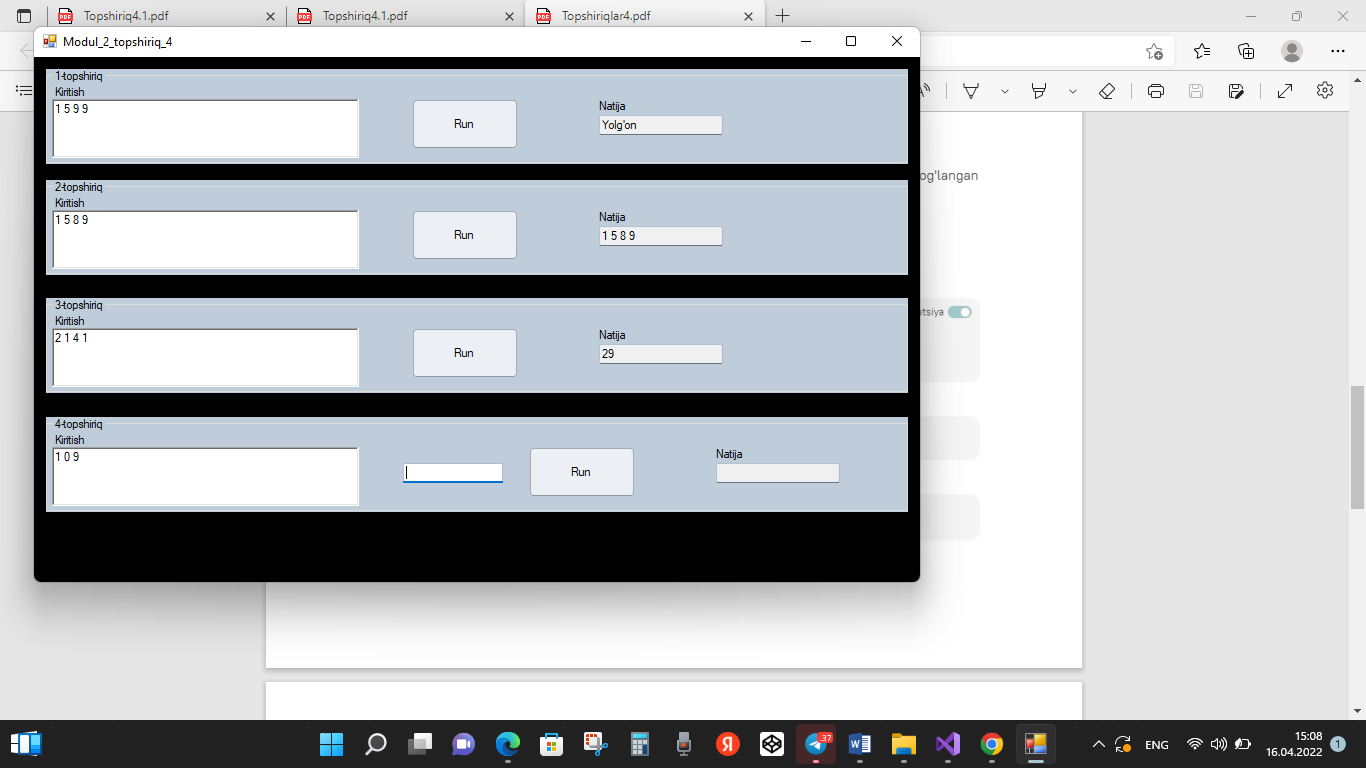 Topshiriq4.1.pdf
Topshiriq4.1.pdf
Topshiriqlar4.pdf
Modul_2_topshiriq_4
1-topshiriq
Kiritish
1 5 9 9
Run
Natija
Yolg'on
og'langan
2-topshiriq
Kiritish
1 5 8 9
Run
Natija
1 5 8 9
3-topshiriq
Kiritish
2 1 4 1
Run
Natija
29
4-topshiriq
Kiritish
1 0 9
Run
Natija
37
ENG
15:08
16.04.2022
1